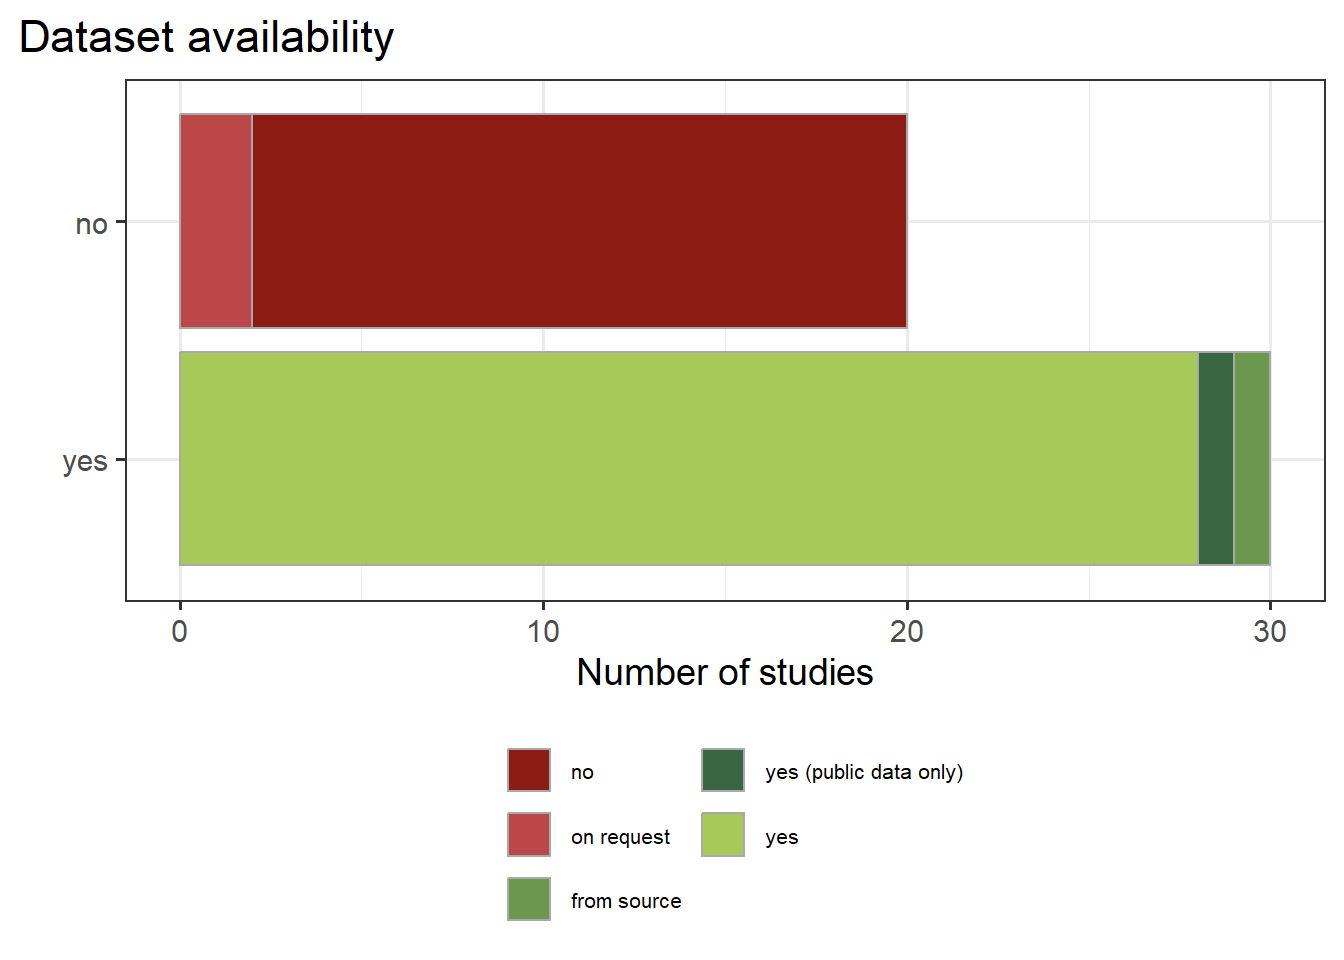 Dataset availability
no
yes
0 10 20 30
Number of studies
no yes (public data only)
on request yes
from source